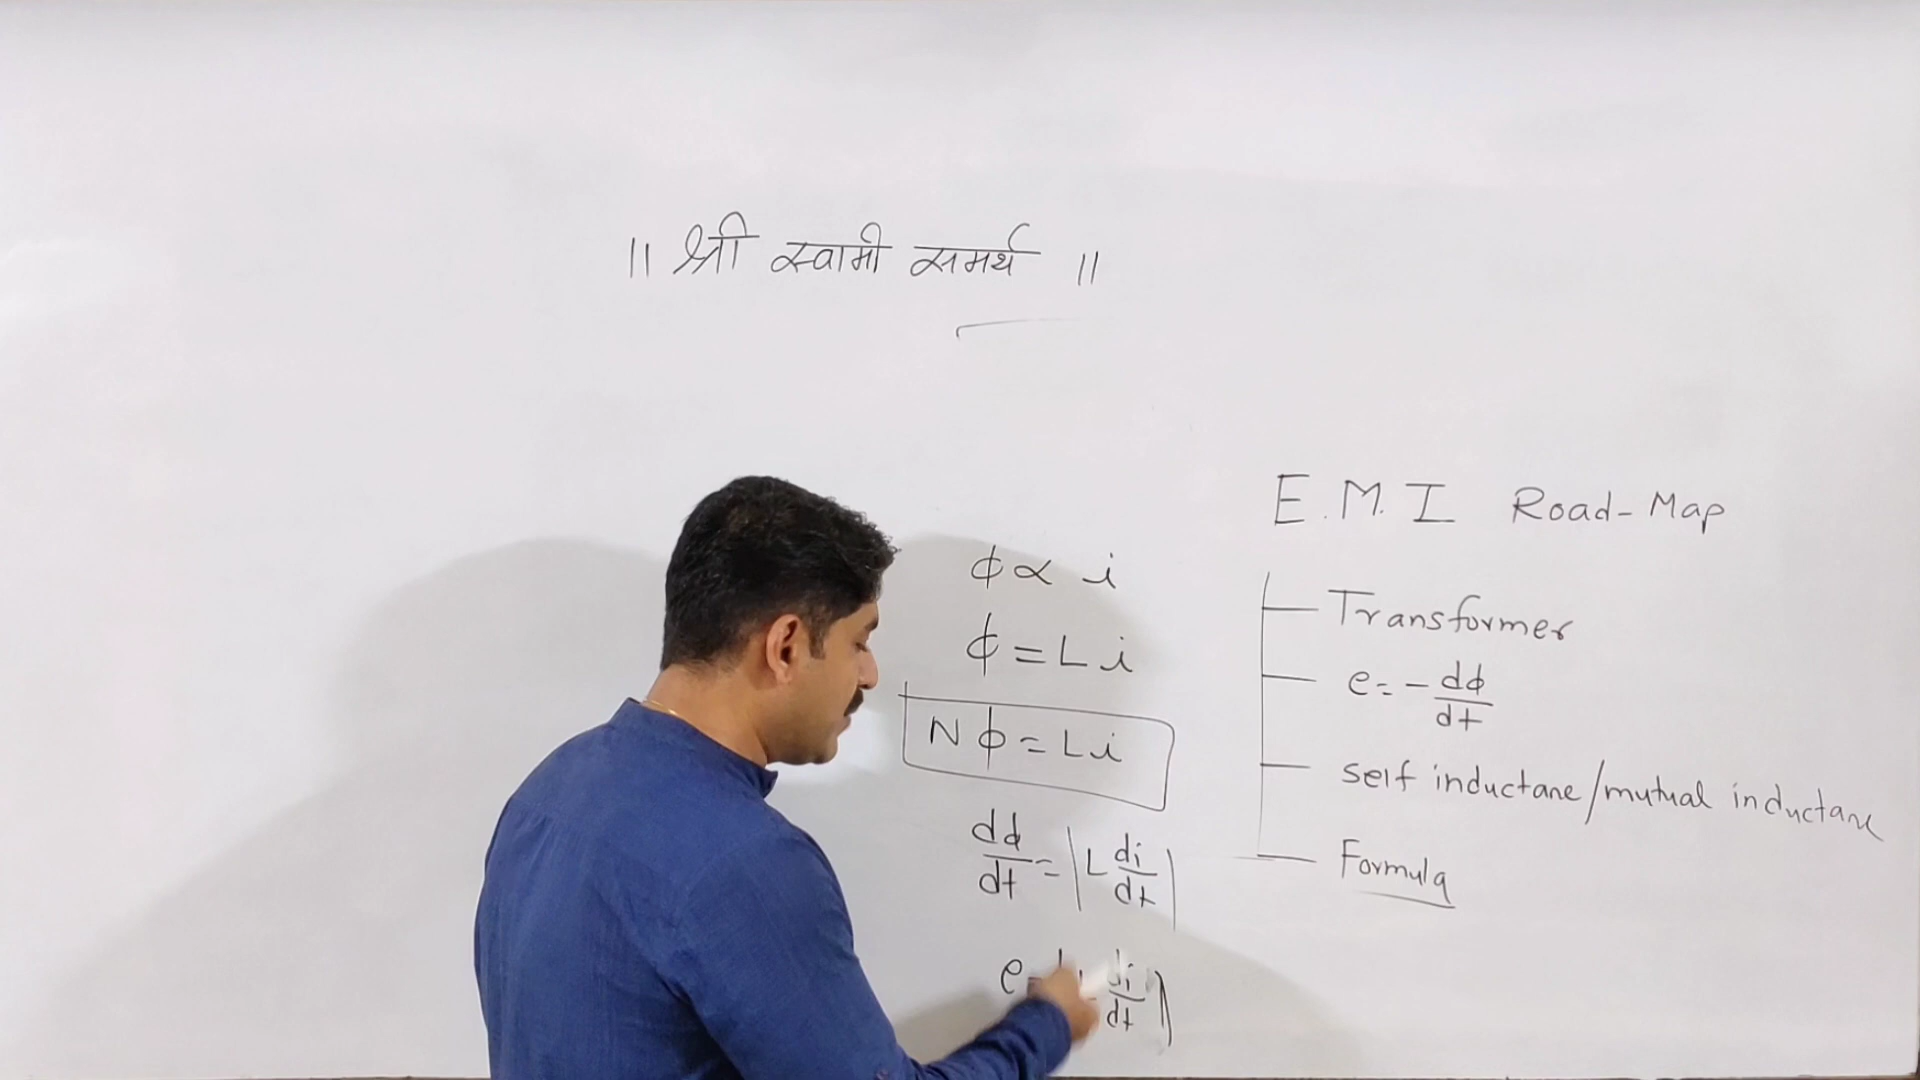 ॥ श्री स्वामी समर्थ ॥
ϕ ∝ i
ϕ = L i
N ϕ = L i
dϕ/dt = |L di/dt|
e di/dt|
E.M.I Road-Map
Transformer
e = - dϕ/dt
self inductane/mutual inductane
Formula